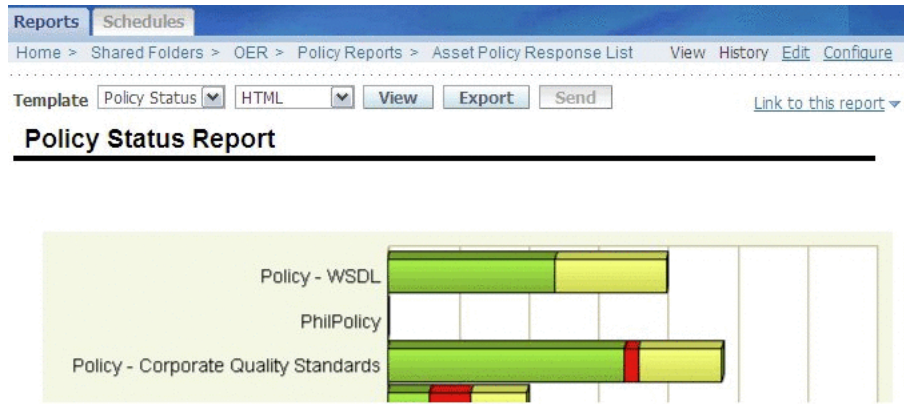 Reports Schedules
Home > Shared Folders > OER > Policy Reports > Asset Policy Response List View History Edit Configure
Template Policy Status HTML View Export Send Link to this report
Policy Status Report
Policy - WSDL
PhilPolicy
Policy - Corporate Quality Standards